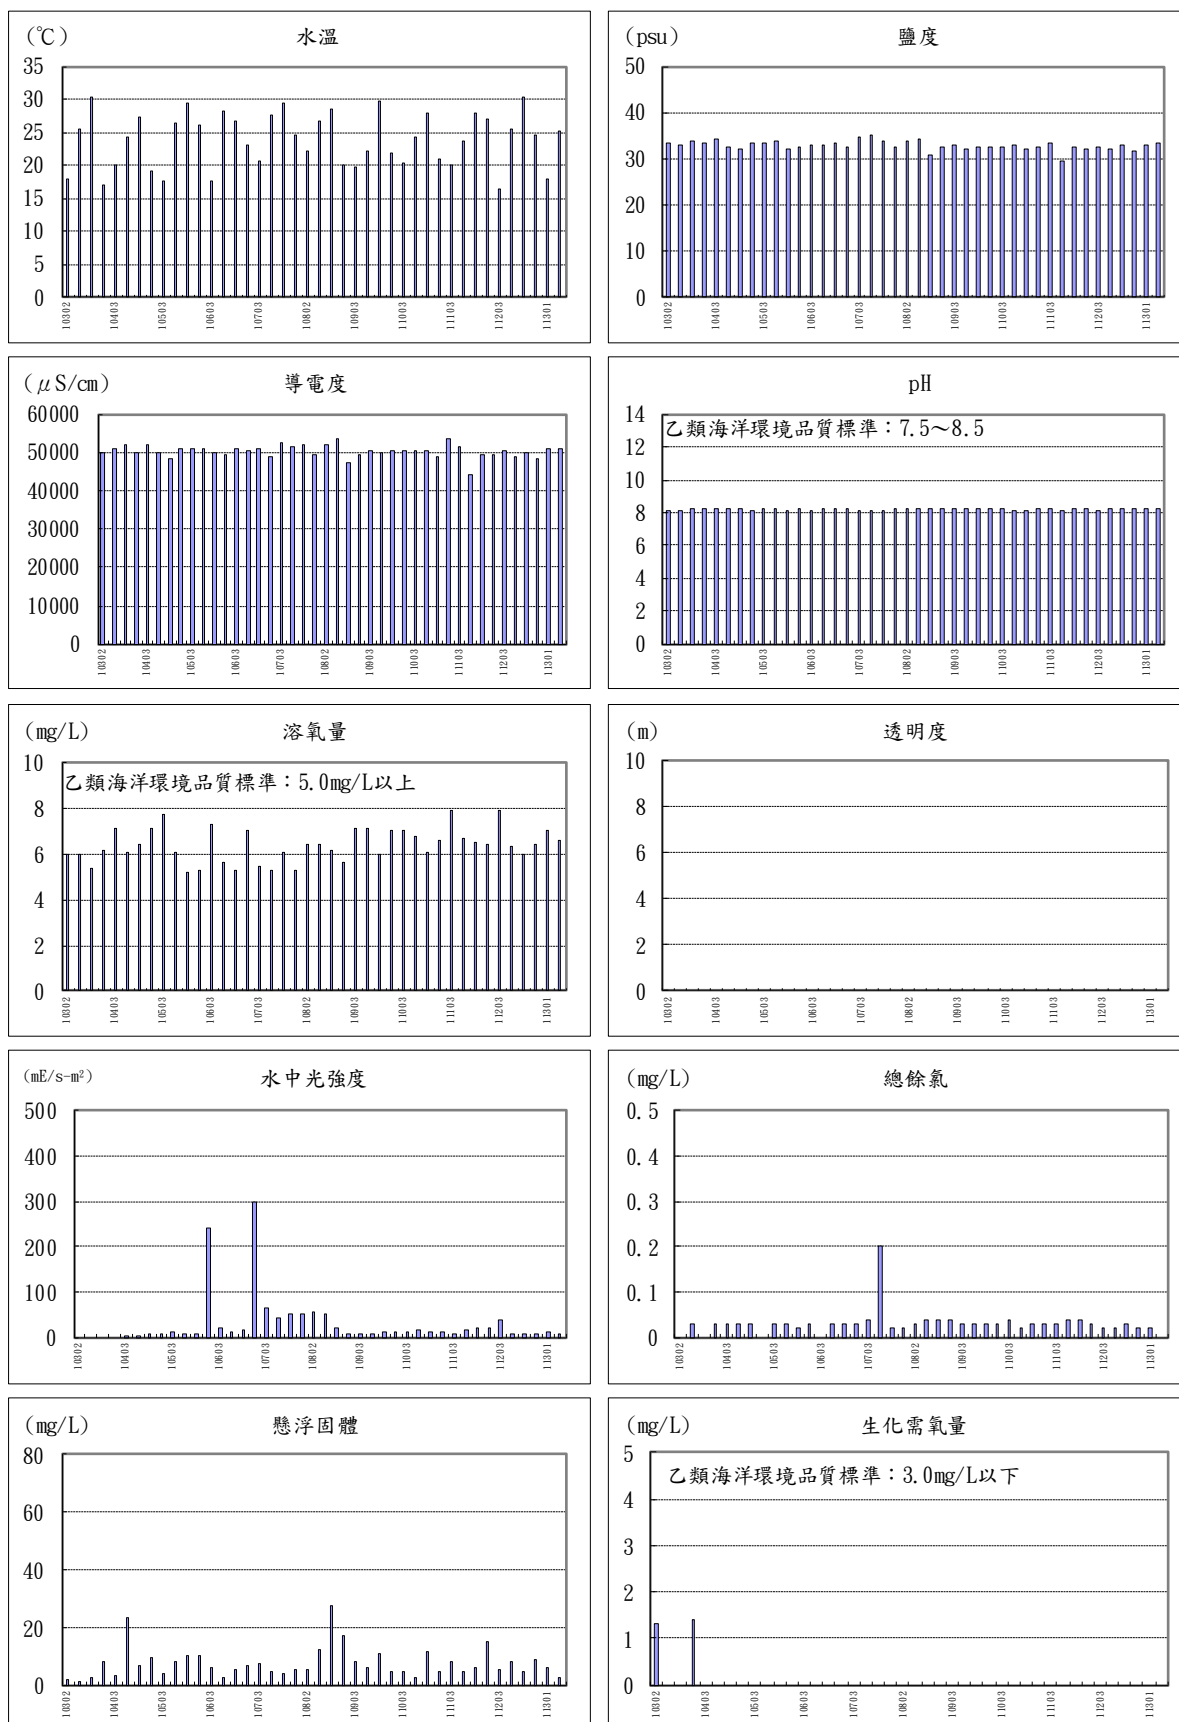 (℃) 水溫
35
30
25
20
15
10
5
0
10302 10403 10503 10603 10703 10802 10903 11003 11103 11203 11301
(psu) 鹽度
50
40
30
20
10
0
10302 10403 10503 10603 10703 10802 10903 11003 11103 11203 11301
(μS/cm) 導電度
60000
50000
40000
30000
20000
10000
0
10302 10403 10503 10603 10703 10802 10903 11003 11103 11203 11301
pH
乙類海洋環境品質標準：7.5～8.5
14
12
10
8
6
4
2
0
10302 10403 10503 10603 10703 10802 10903 11003 11103 11203 11301
(mg/L) 溶氧量
乙類海洋環境品質標準：5.0mg/L以上
10
8
6
4
2
0
10302 10403 10503 10603 10703 10802 10903 11003 11103 11203 11301
(m) 透明度
10
8
6
4
2
0
10302 10403 10503 10603 10703 10802 10903 11003 11103 11203 11301
(mE/s-m²) 水中光強度
500
400
300
200
100
0
10302 10403 10503 10603 10703 10802 10903 11003 11103 11203 11301
(mg/L) 總餘氯
0.5
0.4
0.3
0.2
0.1
0
10302 10403 10503 10603 10703 10802 10903 11003 11103 11203 11301
(mg/L) 懸浮固體
80
60
40
20
0
10302 10403 10503 10603 10703 10802 10903 11003 11103 11203 11301
(mg/L) 生化需氧量
乙類海洋環境品質標準：3.0mg/L以下
5
4
3
2
1
0
10302 10403 10503 10603 10703 10802 10903 11003 11103 11203 11301